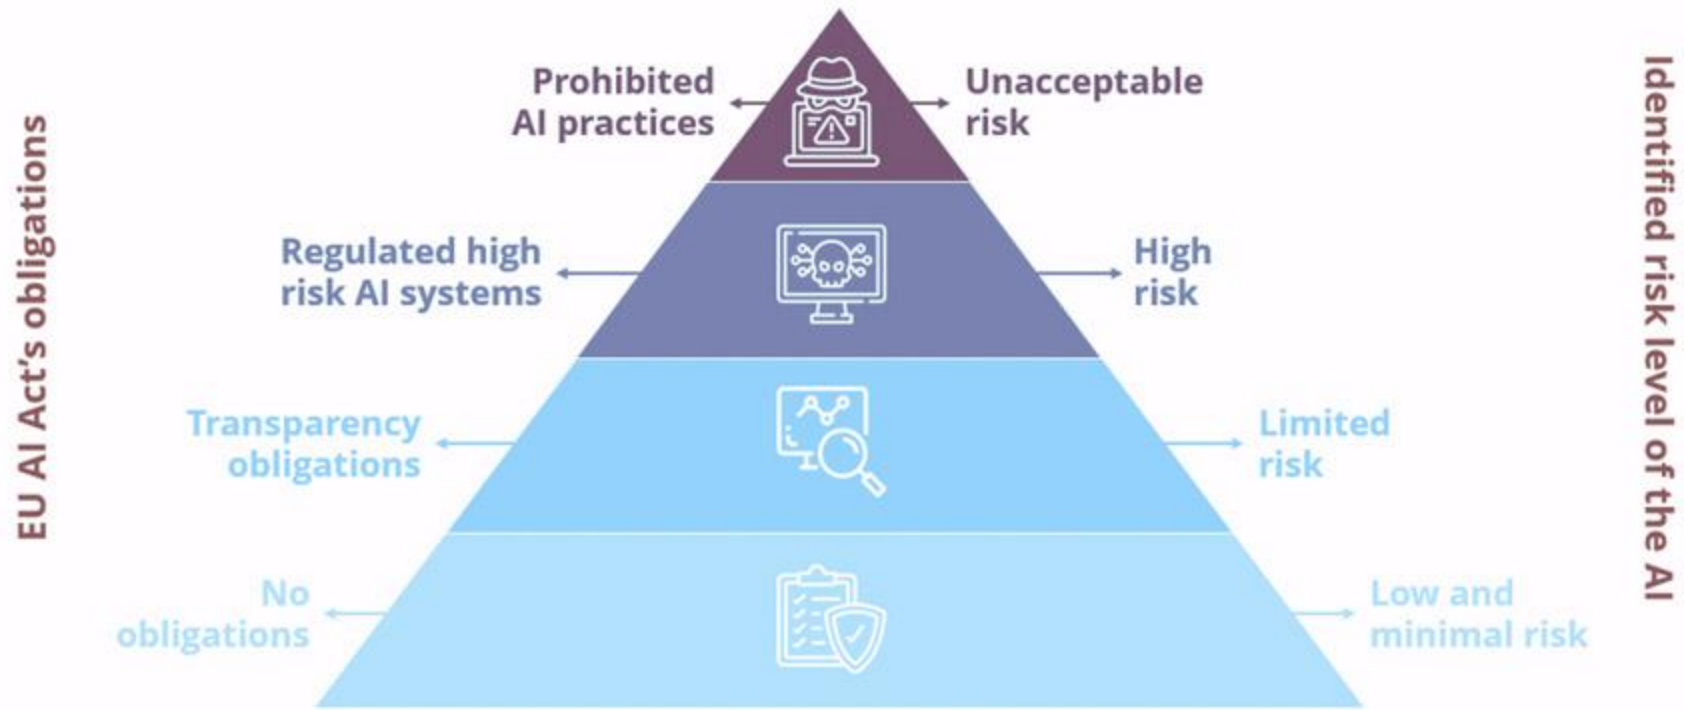 EU AI Act's obligations
Prohibited
AI practices
Unacceptable
risk
Regulated high
risk AI systems
High
risk
Transparency
obligations
Limited
risk
No
obligations
Low and
minimal risk
Identified risk level of the AI